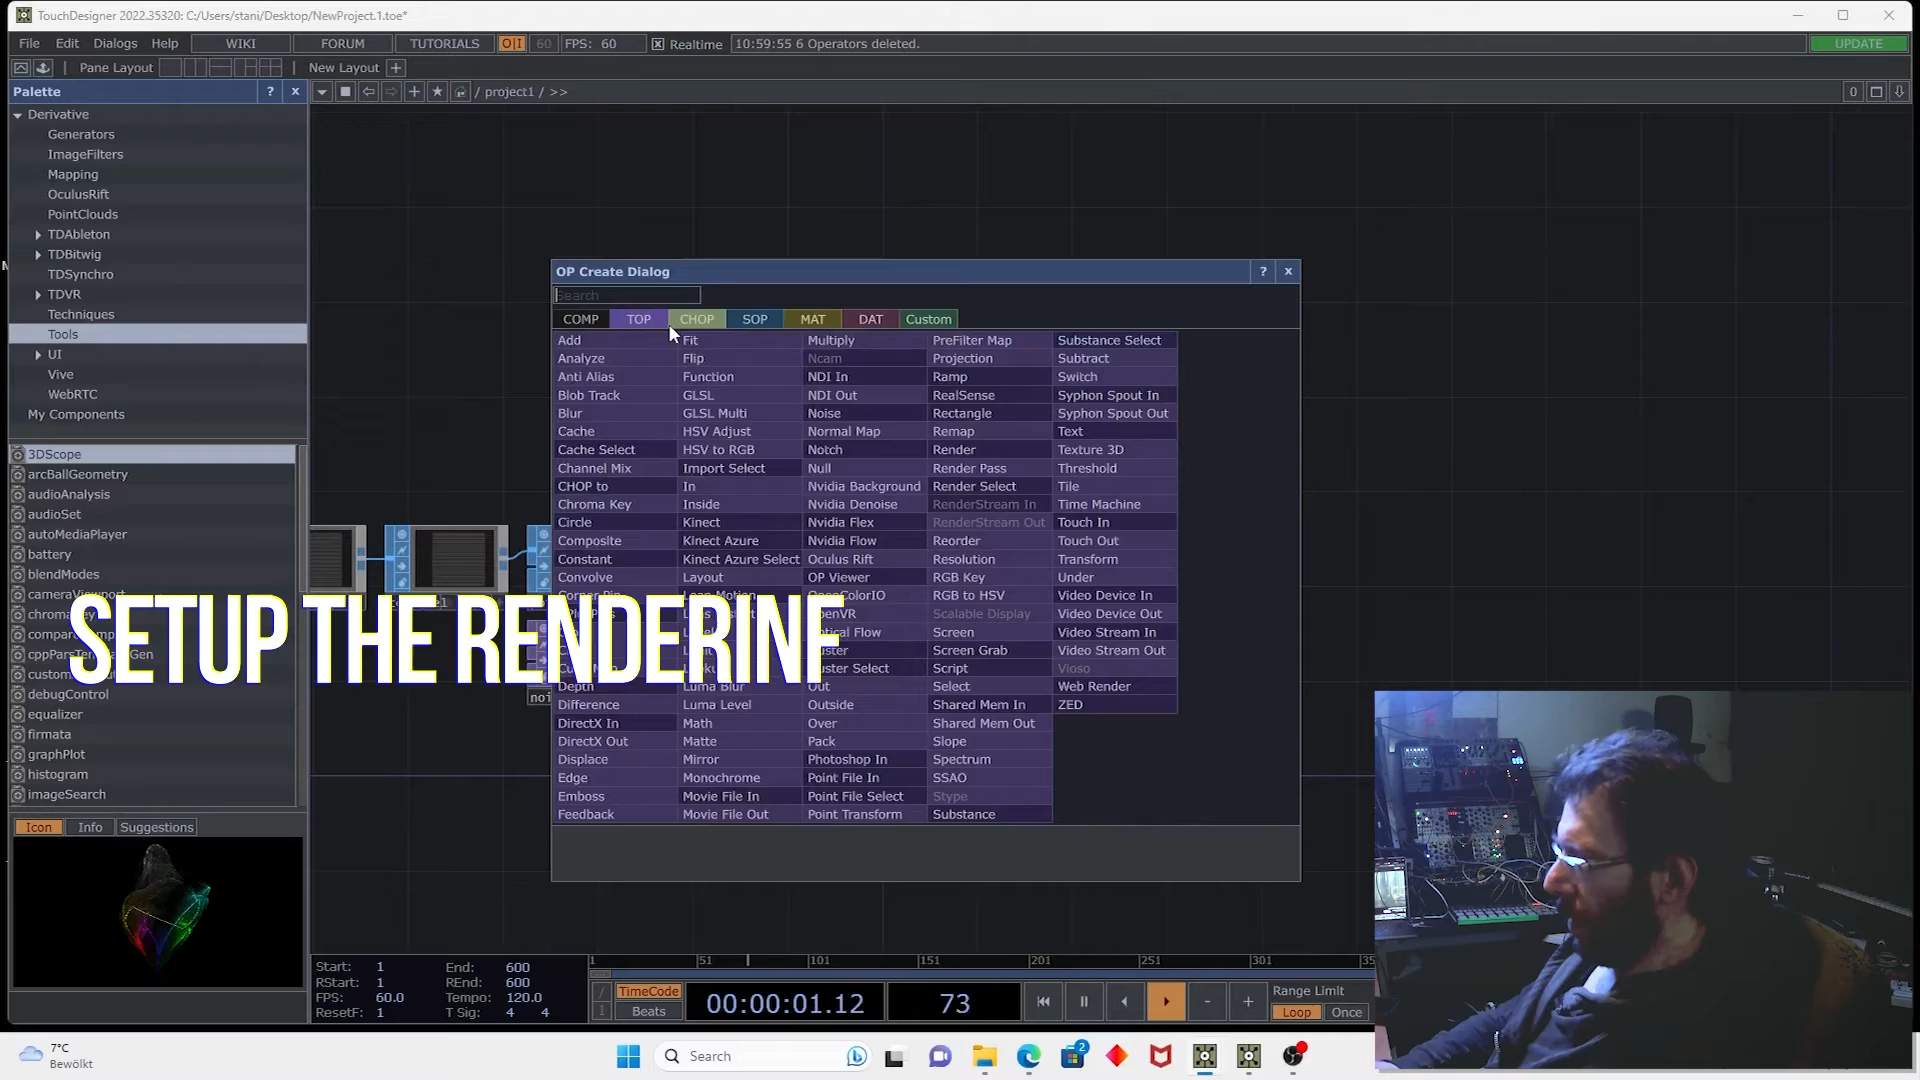 TouchDesigner 2022.35320: C:/Users/stani/Desktop/NewProject.1.toe*
File Edit Dialogs Help WIKI FORUM TUTORIALS O|I 60 FPS: 60 Realtime 10:59:55 6 Operators deleted. UPDATE
Pane Layout New Layout +
Palette ? x / project1 / >> 0
Derivative
Generators
ImageFilters
Mapping
OculusRift
PointClouds
TDAbleton
TDBitwig
TDSynchro
TDVR
Techniques
Tools
UI
Vive
WebRTC
My Components
3DScope
arcBallGeometry
audioAnalysis
audioSet
autoMediaPlayer
battery
blendModes
debugControl
equalizer
firmata
graphPlot
histogram
imageSearch
Icon Info Suggestions
OP Create Dialog ? x
Search
COMP TOP CHOP SOP MAT DAT Custom
Add Fit Multiply PreFilter Map Substance Select
Analyze Flip Ncam Projection Subtract
Anti Alias Function NDI In Ramp Switch
Blob Track GLSL NDI Out RealSense Syphon Spout In
Blur GLSL Multi Noise Rectangle Syphon Spout Out
Cache HSV Adjust Normal Map Remap Text
Cache Select HSV to RGB Notch Render Texture 3D
Channel Mix Import Select Null Render Pass Threshold
CHOP to In Nvidia Background Render Select Tile
Chroma Key Inside Nvidia Denoise RenderStream In Time Machine
Circle Kinect Nvidia Flex RenderStream Out Touch In
Composite Kinect Azure Nvidia Flow Reorder Touch Out
Constant Kinect Azure Select Oculus Rift Resolution Transform
Convolve Layout OP Viewer RGB Key Under
OpenColorIO RGB to HSV Video Device In
Scalable Display Video Device Out
Screen Video Stream In
Screen Grab Video Stream Out
Script Vioso
Depth Luma Blur Out Select Web Render
Difference Luma Level Outside Shared Mem In ZED
DirectX In Math Over Shared Mem Out
DirectX Out Matte Pack Slope
Displace Mirror Photoshop In Spectrum
Edge Monochrome Point File In SSAO
Emboss Movie File In Point File Select Stype
Feedback Movie File Out Point Transform Substance
SETUP THE RENDERINF
Start: 1 End: 600
RStart: 1 REnd: 600
FPS: 60.0 Tempo: 120.0
ResetF: 1 T Sig: 4 4
1 51 101 151 201 251 301 35
TimeCode
Beats
00:00:01.12 73
- +
Range Limit
Loop Once
7°C
Bewölkt
Search
2